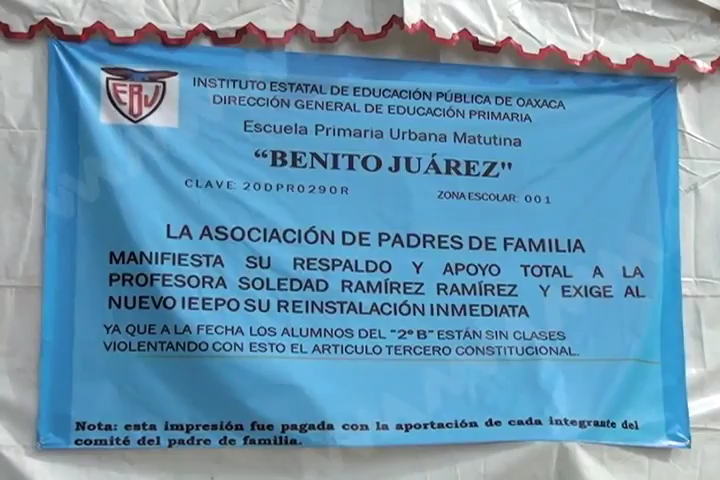 EBJ
INSTITUTO ESTATAL DE EDUCACIÓN PÚBLICA DE OAXACA
DIRECCIÓN GENERAL DE EDUCACIÓN PRIMARIA
Escuela Primaria Urbana Matutina
“BENITO JUÁREZ"
CLAVE: 20DPR0290R ZONA ESCOLAR: 001
LA ASOCIACIÓN DE PADRES DE FAMILIA
MANIFIESTA SU RESPALDO Y APOYO TOTAL A LA
PROFESORA SOLEDAD RAMÍREZ RAMÍREZ Y EXIGE AL
NUEVO IEEPO SU REINSTALACIÓN INMEDIATA
YA QUE A LA FECHA LOS ALUMNOS DEL "2º B" ESTÁN SIN CLASES
VIOLENTANDO CON ESTO EL ARTICULO TERCERO CONSTITUCIONAL.
Nota: esta impresión fue pagada con la aportación de cada integrante del
comité del padre de familia.